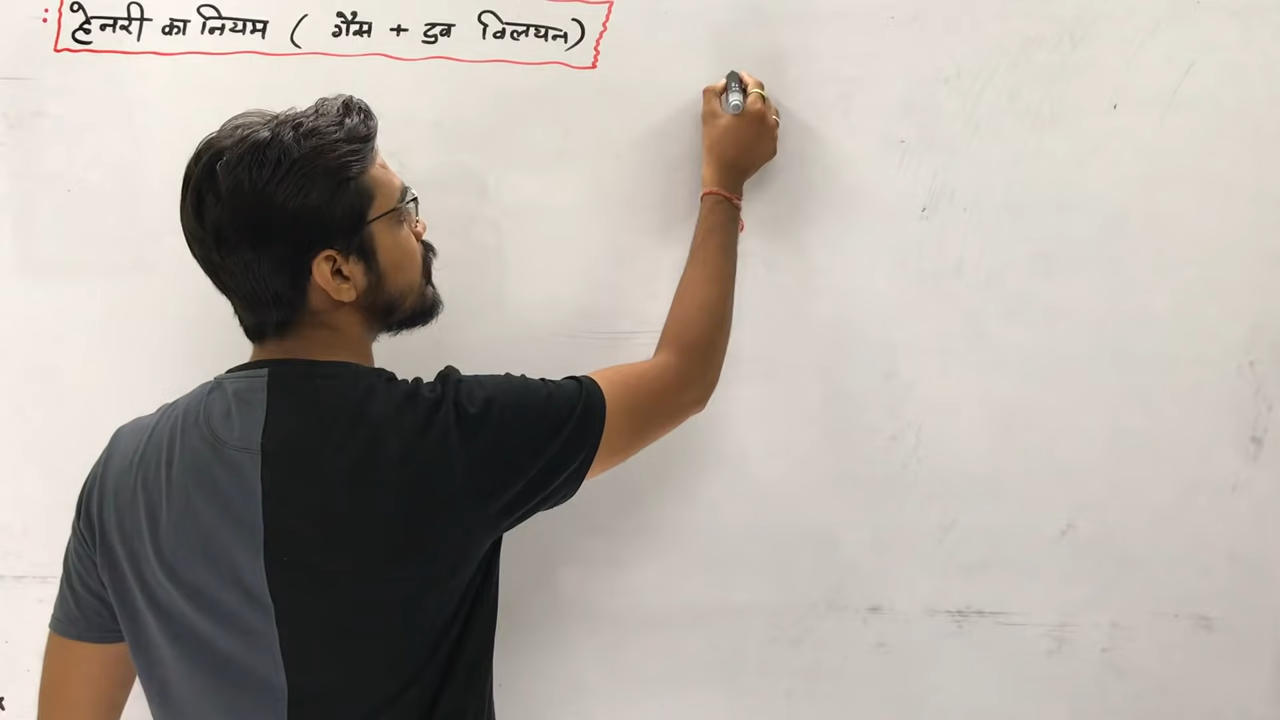 : हेनरी का नियम ( गैस + द्रव विलयन)